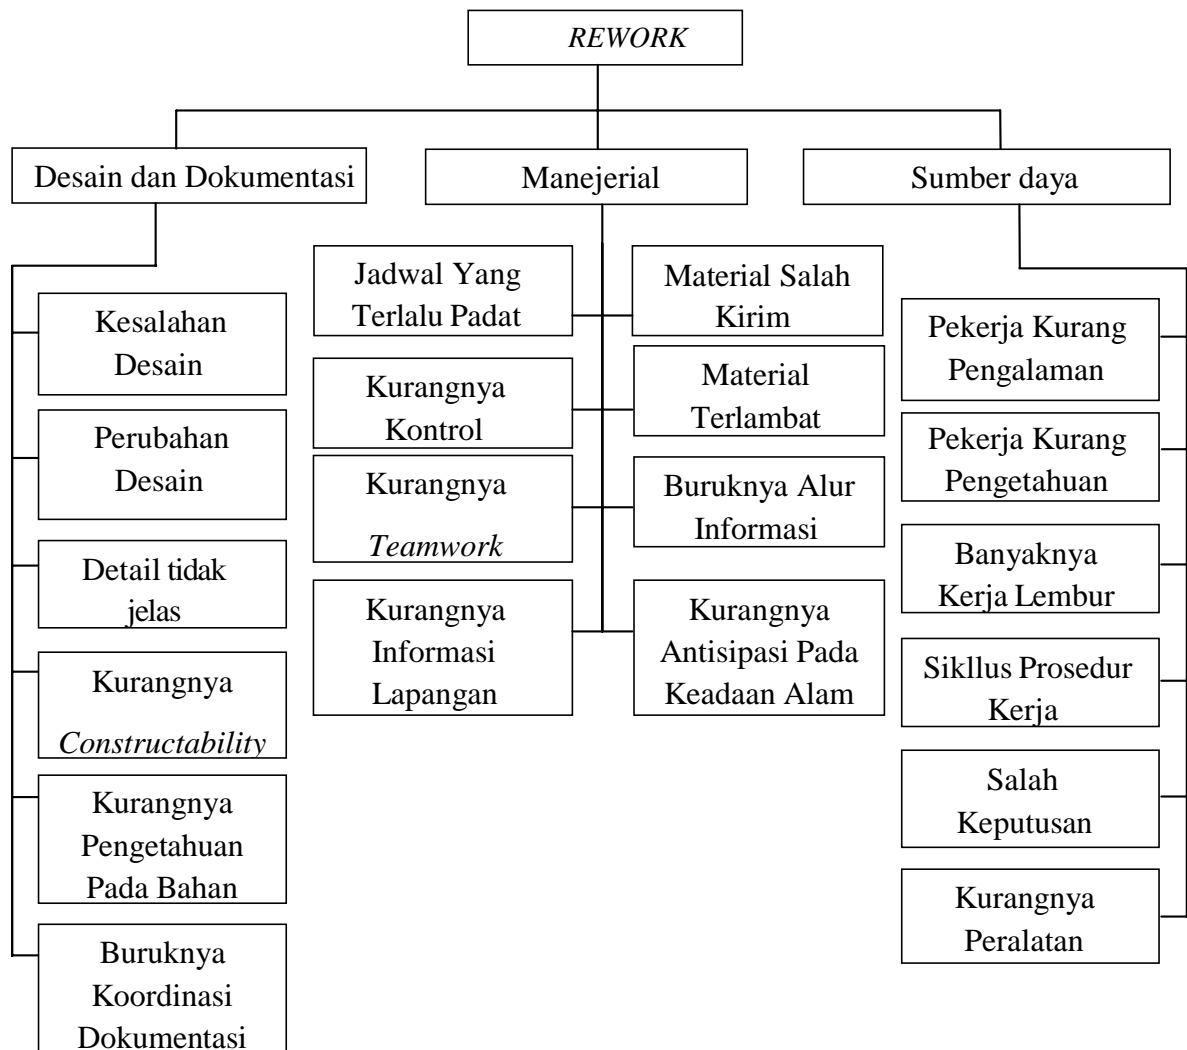 REWORK
Desain dan Dokumentasi
Manejerial
Sumber daya
Kesalahan
Desain
Perubahan
Desain
Detail tidak
jelas
Kurangnya
Constructability
Kurangnya
Pengetahuan
Pada Bahan
Buruknya
Koordinasi
Dokumentasi
Jadwal Yang
Terlalu Padat
Kurangnya
Kontrol
Kurangnya
Teamwork
Kurangnya
Informasi
Lapangan
Material Salah
Kirim
Material
Terlambat
Buruknya Alur
Informasi
Kurangnya
Antisipasi Pada
Keadaan Alam
Pekerja Kurang
Pengalaman
Pekerja Kurang
Pengetahuan
Banyaknya
Kerja Lembur
Sikllus Prosedur
Kerja
Salah
Keputusan
Kurangnya
Peralatan